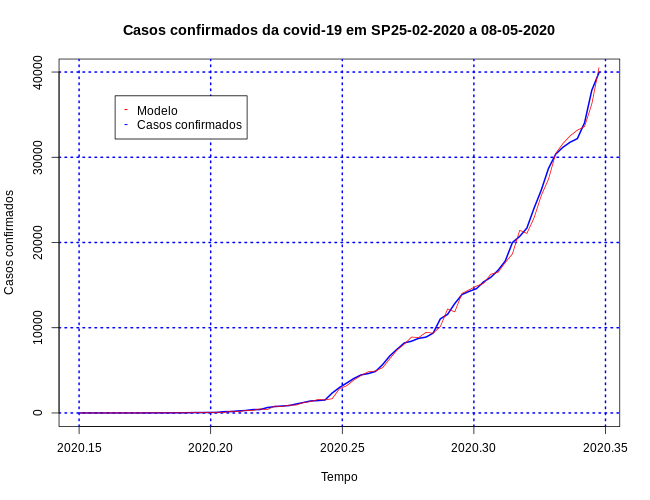 Casos confirmados da covid-19 em SP25-02-2020 a 08-05-2020
40000
30000
20000
10000
0
Casos confirmados
- Modelo
- Casos confirmados
2020.15 2020.20 2020.25 2020.30 2020.35
Tempo